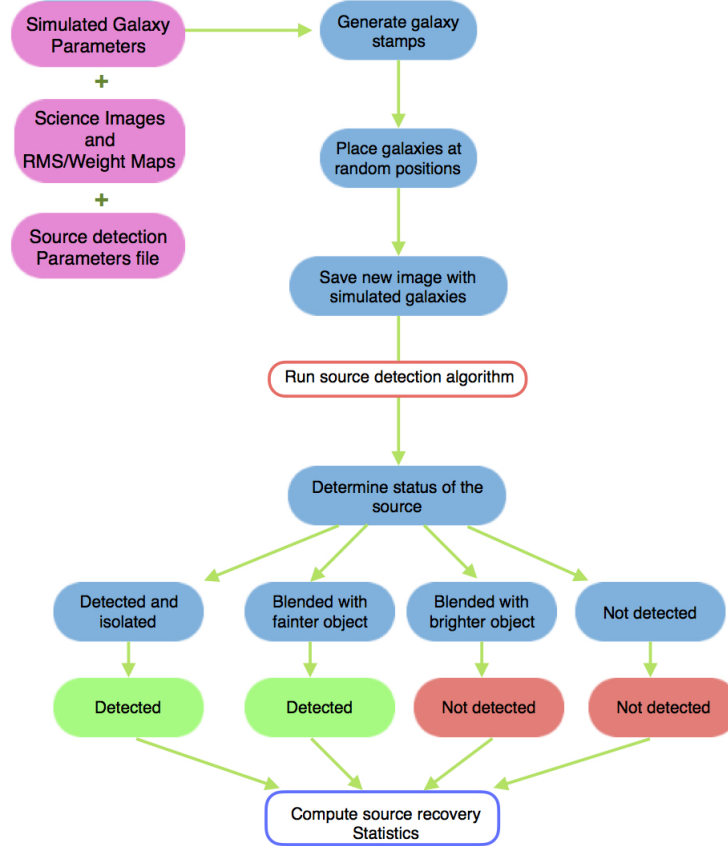 Simulated Galaxy
Parameters
+
Science Images
and
RMS/Weight Maps
+
Source detection
Parameters file
Generate galaxy
stamps
Place galaxies at
random positions
Save new image with
simulated galaxies
Run source detection algorithm
Determine status of the
source
Detected and
isolated
Blended with
fainter object
Blended with
brighter object
Not detected
Detected
Detected
Not detected
Not detected
Compute source recovery
Statistics